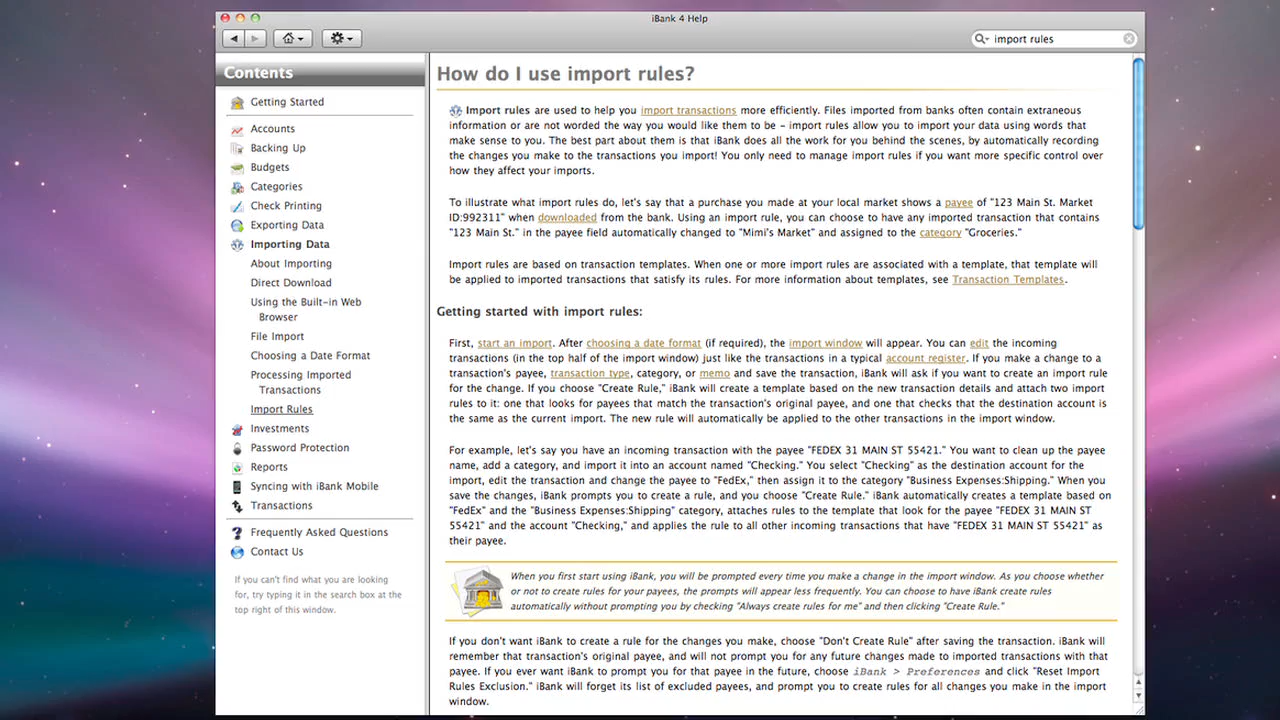 iBank 4 Help
import rules
Contents
Getting Started
Accounts
Backing Up
Budgets
Categories
Check Printing
Exporting Data
Importing Data
About Importing
Direct Download
Using the Built-in Web
Browser
File Import
Choosing a Date Format
Processing Imported
Transactions
Import Rules
Investments
Password Protection
Reports
Syncing with iBank Mobile
Transactions
Frequently Asked Questions
Contact Us
If you can't find what you are looking
for, try typing it in the search box at the
top right of this window.
How do I use import rules?
Import rules are used to help you import transactions more efficiently. Files imported from banks often contain extraneous
information or are not worded the way you would like them to be - import rules allow you to import your data using words that
make sense to you. The best part about them is that iBank does all the work for you behind the scenes, by automatically recording
the changes you make to the transactions you import! You only need to manage import rules if you want more specific control over
how they affect your imports.
To illustrate what import rules do, let's say that a purchase you made at your local market shows a payee of "123 Main St. Market
ID:992311" when downloaded from the bank. Using an import rule, you can choose to have any imported transaction that contains
"123 Main St." in the payee field automatically changed to "Mimi's Market" and assigned to the category "Groceries."
Import rules are based on transaction templates. When one or more import rules are associated with a template, that template will
be applied to imported transactions that satisfy its rules. For more information about templates, see Transaction Templates.
Getting started with import rules:
First, start an import. After choosing a date format (if required), the import window will appear. You can edit the incoming
transactions (in the top half of the import window) just like the transactions in a typical account register. If you make a change to a
transaction's payee, transaction type, category, or memo and save the transaction, iBank will ask if you want to create an import rule
for the change. If you choose "Create Rule," iBank will create a template based on the new transaction details and attach two import
rules to it: one that looks for payees that match the transaction's original payee, and one that checks that the destination account is
the same as the current import. The new rule will automatically be applied to the other transactions in the import window.
For example, let's say you have an incoming transaction with the payee "FEDEX 31 MAIN ST 55421." You want to clean up the payee
name, add a category, and import it into an account named "Checking." You select "Checking" as the destination account for the
import, edit the transaction and change the payee to "FedEx," then assign it to the category "Business Expenses:Shipping." When you
save the changes, iBank prompts you to create a rule, and you choose "Create Rule." iBank automatically creates a template based on
"FedEx" and the "Business Expenses:Shipping" category, attaches rules to the template that look for the payee "FEDEX 31 MAIN ST
55421" and the account "Checking," and applies the rule to all other incoming transactions that have "FEDEX 31 MAIN ST 55421" as
their payee.
When you first start using iBank, you will be prompted every time you make a change in the import window. As you choose whether
or not to create rules for your payees, the prompts will appear less frequently. You can choose to have iBank create rules
automatically without prompting you by checking "Always create rules for me" and then clicking "Create Rule."
If you don't want iBank to create a rule for the changes you make, choose "Don't Create Rule" after saving the transaction. iBank will
remember that transaction's original payee, and will not prompt you for any future changes made to imported transactions with that
payee. If you ever want iBank to prompt you for that payee in the future, choose iBank > Preferences and click "Reset Import
Rules Exclusion." iBank will forget its list of excluded payees, and prompt you to create rules for all changes you make in the import
window.